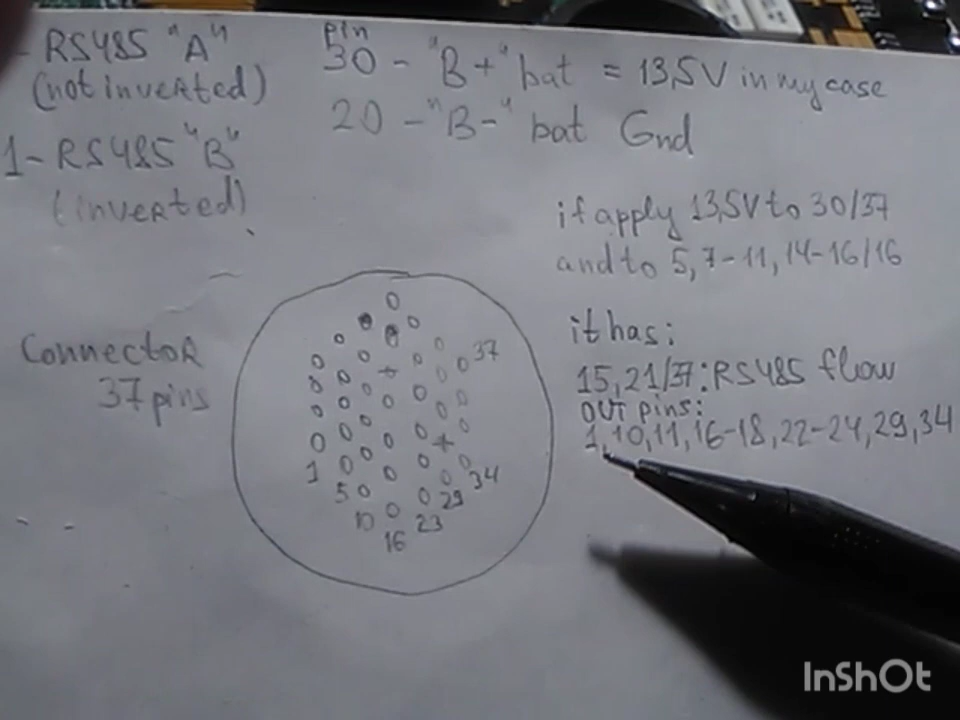 - RS485 "A"
(not inverted)
1- RS485 "B"
(inverted)
pin
30 - "B+" bat = 13,5V in my case
20 - "B-" bat Gnd
if apply 13,5V to 30/37
and to 5, 7-11, 14-16/16
Connector
37 pins
37
1
5
10
16
23
29
34
it has:
15,21/37: RS485 flow
out pins:
1,10,11,16-18,22-24,29,34
InShOt